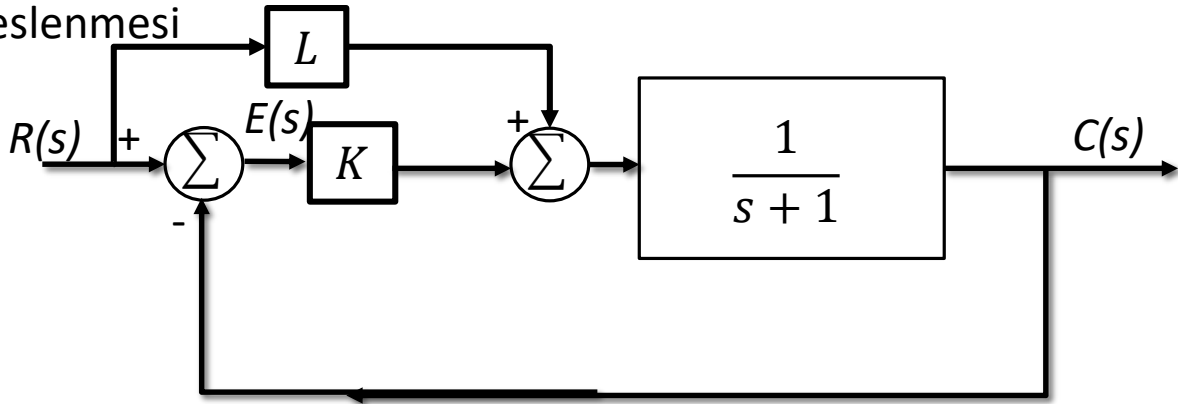 eslenmesi
L
R(s)
+
∑
E(s)
K
+
∑
1
s + 1
C(s)
-